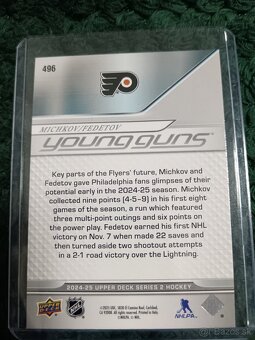 496
MICHKOV/FEDETOV
young guns
Key parts of the Flyers' future, Michkov and
Fedetov gave Philadelphia fans glimpses of their
potential early in the 2024-25 season. Michkov
collected nine points (4-5–9) in his first eight
games of the season, a run which featured
three multi-point outings and six points on
the power play. Fedetov earned his first NHL
victory on Nov. 7 when made 22 saves and
then turned aside two shootout attempts
in a 2-1 road victory over the Lightning.
2024-25 UPPER DECK SERIES 2 HOCKEY
UPPER DECK
NHLPA